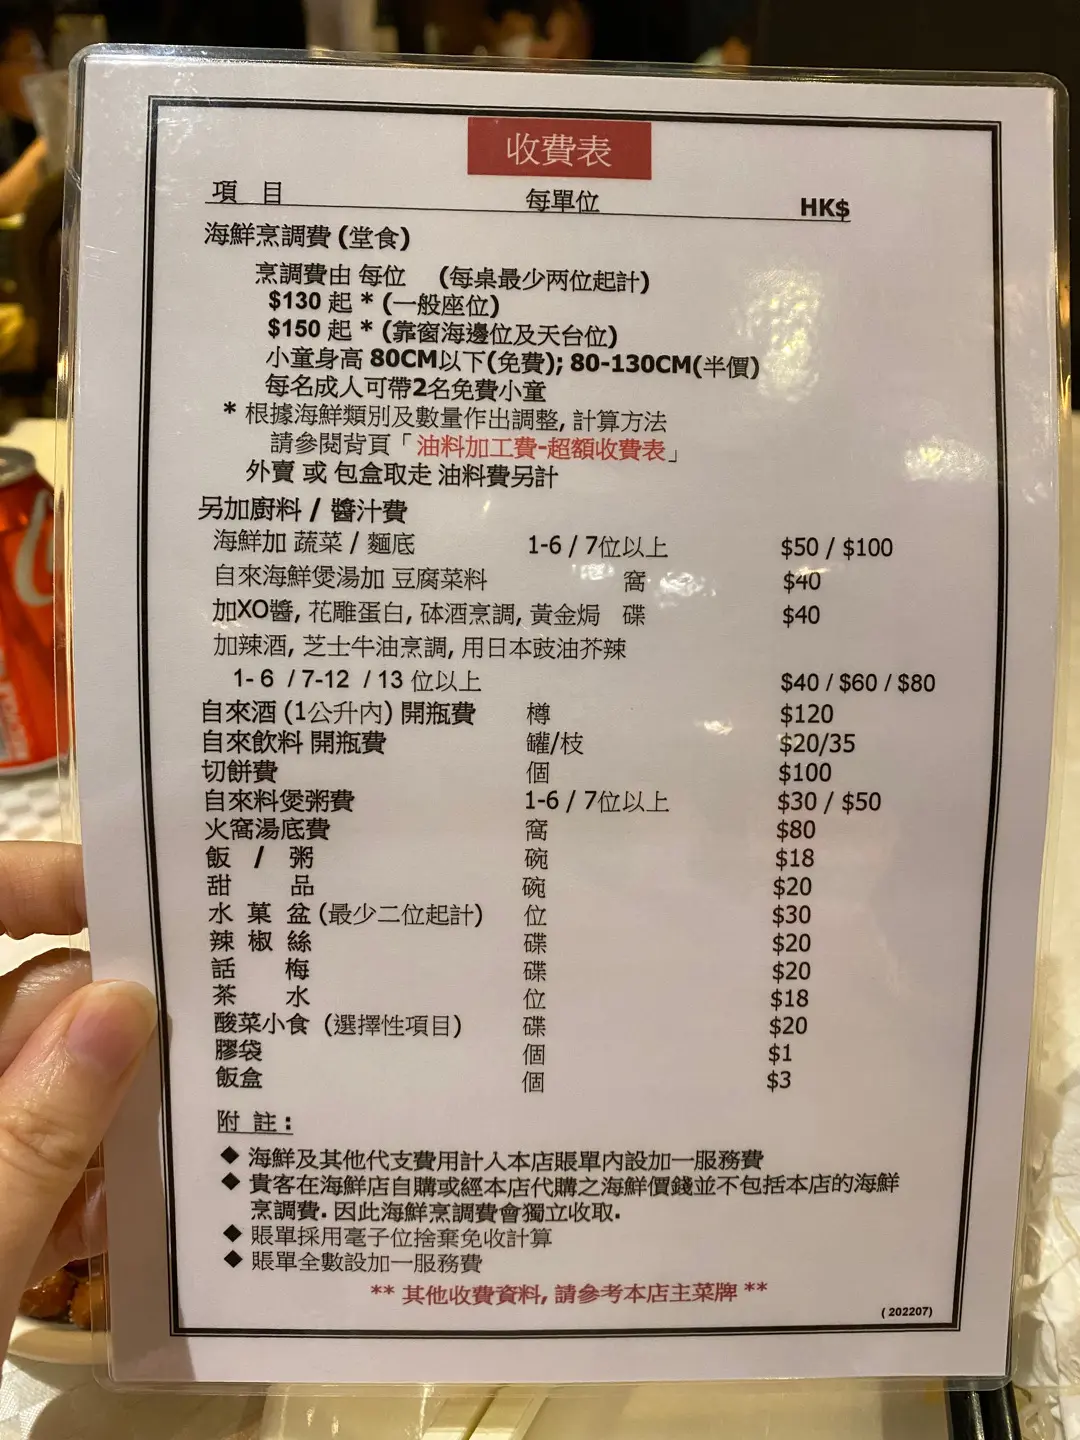 收費表
項 目 每單位 HK$
海鮮烹調費 (堂食)
烹調費由 每位 (每桌最少两位起計)
$130 起 * (一般座位)
$150 起 * (靠窗海邊位及天台位)
小童身高 80CM以下(免費); 80-130CM(半價)
每名成人可帶2名免費小童
* 根據海鮮類別及數量作出調整, 計算方法
請參閱背頁「油料加工費-超額收費表」
外賣 或 包盒取走 油料費另計
另加廚料 / 醬汁費
海鮮加 蔬菜 / 麵底 1-6 / 7位以上 $50 / $100
自來海鮮煲湯加 豆腐菜料 窩 $40
加XO醬, 花雕蛋白, 砵酒烹調, 黃金焗 碟 $40
加辣酒, 芝士牛油烹調, 用日本豉油芥辣
1- 6 / 7-12 / 13 位以上 $40 / $60 / $80
自來酒 (1公升內) 開瓶費 樽 $120
自來飲料 開瓶費 罐/枝 $20/35
切餅費 個 $100
自來料煲粥費 1-6 / 7位以上 $30 / $50
火窩湯底費 窩 $80
飯 / 粥 碗 $18
甜 品 碗 $20
水 菓 盆 (最少二位起計) 位 $30
辣 椒 絲 碟 $20
話 梅 碟 $20
茶 水 位 $18
酸菜小食 (選擇性項目) 碟 $20
膠袋 個 $1
飯盒 個 $3
附 註 :
◆ 海鮮及其他代支費用計入本店賬單內設加一服務費
◆ 貴客在海鮮店自購或經本店代購之海鮮價錢並不包括本店的海鮮
烹調費. 因此海鮮烹調費會獨立收取.
◆ 賬單採用毫子位捨棄免收計算
◆ 賬單全數設加一服務費
** 其他收費資料, 請參考本店主菜牌 **
( 202207)